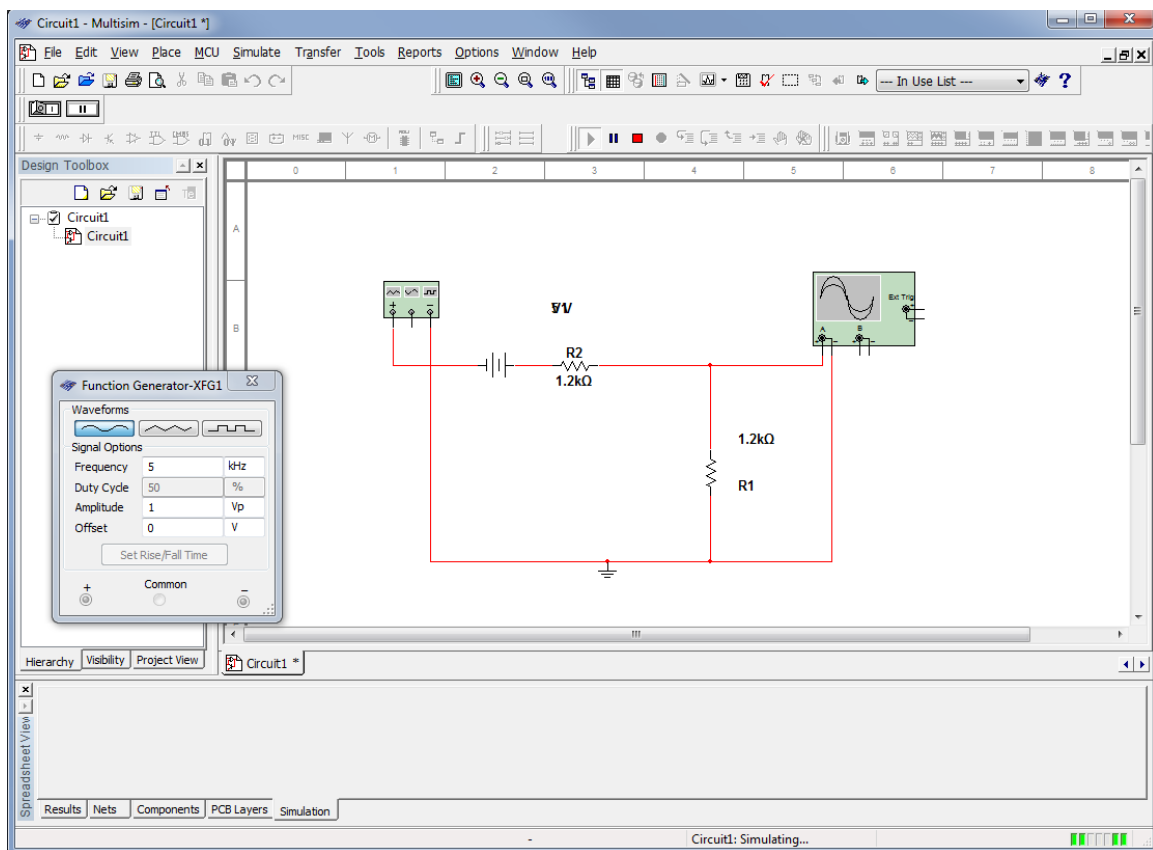 Circuit1 - Multisim - [Circuit1 *]
File Edit View Place MCU Simulate Transfer Tools Reports Options Window Help
--- In Use List ---
MISC
Design Toolbox
Circuit1
Circuit1
0 1 2 3 4 5 6 7 8
A
B
Ext Trig
A B
R2
1.2kΩ
1.2kΩ
R1
Function Generator-XFG1
Waveforms
Signal Options
Frequency 5 kHz
Duty Cycle 50 %
Amplitude 1 Vp
Offset 0 V
Set Rise/Fall Time
+ Common -
Hierarchy Visibility Project View
Circuit1 *
Spreadsheet View
Results Nets Components PCB Layers Simulation
- Circuit1: Simulating...